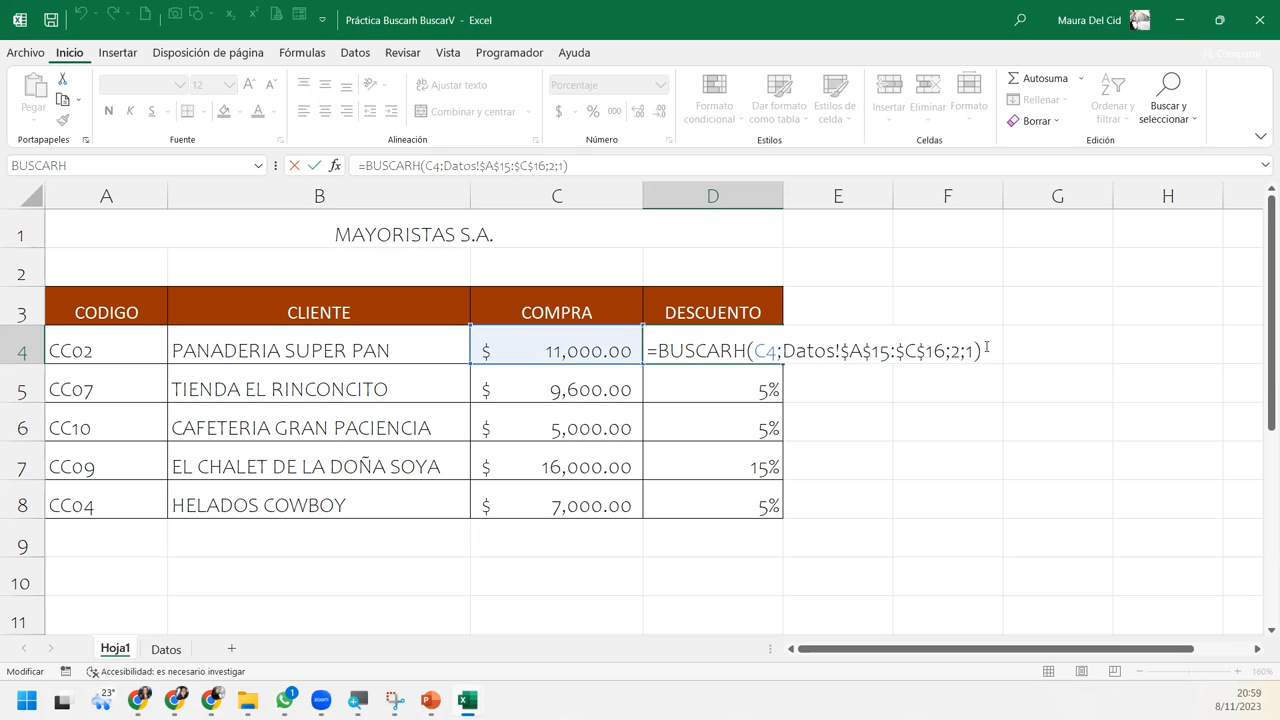 Práctica Buscarh BuscarV - Excel
Maura Del Cid
Archivo Inicio Insertar Disposición de página Fórmulas Datos Revisar Vista Programador Ayuda
Compartir
Pegar
12
N K S
Ajustar texto
Combinar y centrar
Porcentaje
$ %
Formato condicional
Dar formato como tabla
Estilos de celda
Insertar
Eliminar
Formato
Autosuma
Rellenar
Borrar
Ordenar y filtrar
Buscar y seleccionar
Portapapeles Fuente Alineación Número Estilos Celdas Edición
BUSCARH fx =BUSCARH(C4;Datos!$A$15:$C$16;2;1)
A B C D E F G H
1 MAYORISTAS S.A.
2
3 CODIGO CLIENTE COMPRA DESCUENTO
4 CC02 PANADERIA SUPER PAN $ 11,000.00 =BUSCARH(C4;Datos!$A$15:$C$16;2;1)
5 CC07 TIENDA EL RINCONCITO $ 9,600.00 5%
6 CC10 CAFETERIA GRAN PACIENCIA $ 5,000.00 5%
7 CC09 EL CHALET DE LA DOÑA SOYA $ 16,000.00 15%
8 CC04 HELADOS COWBOY $ 7,000.00 5%
9
10
11
Hoja1 Datos
Modificar Accesibilidad: es necesario investigar 160%
23°
1
zoom
20:59
8/11/2023